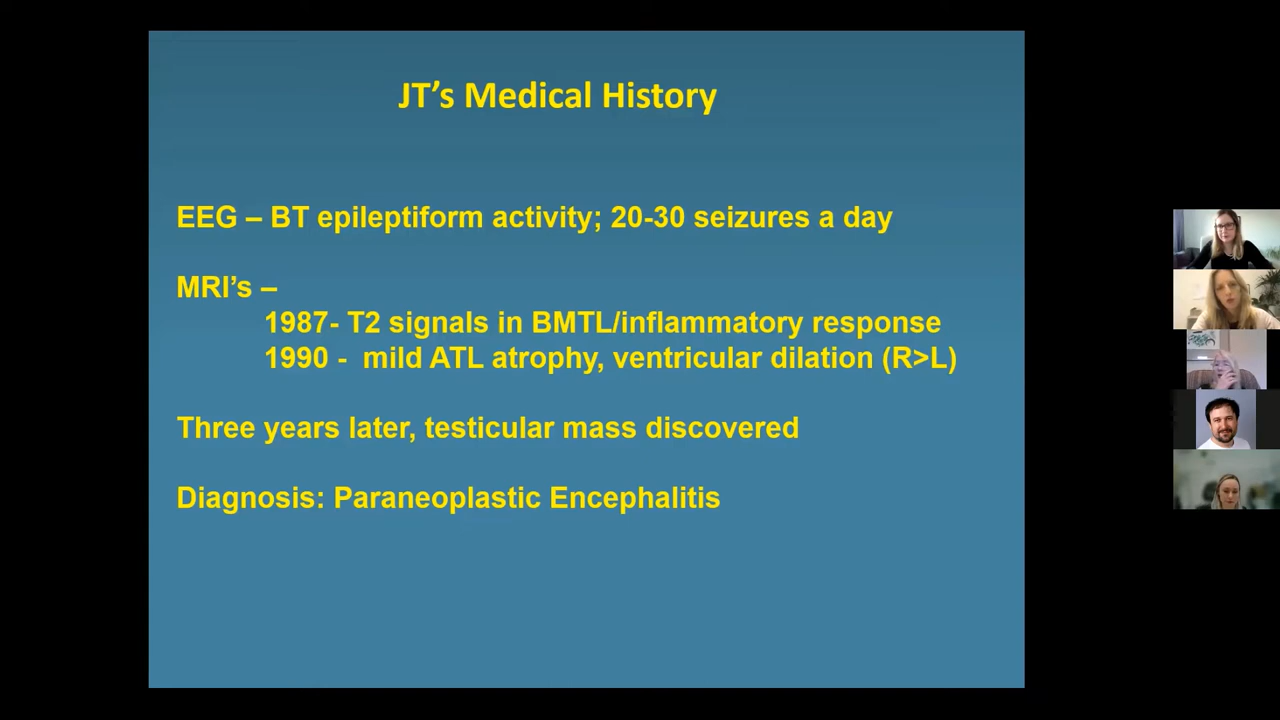 JT’s Medical History
EEG – BT epileptiform activity; 20-30 seizures a day
MRI’s –
1987- T2 signals in BMTL/inflammatory response
1990 - mild ATL atrophy, ventricular dilation (R>L)
Three years later, testicular mass discovered
Diagnosis: Paraneoplastic Encephalitis